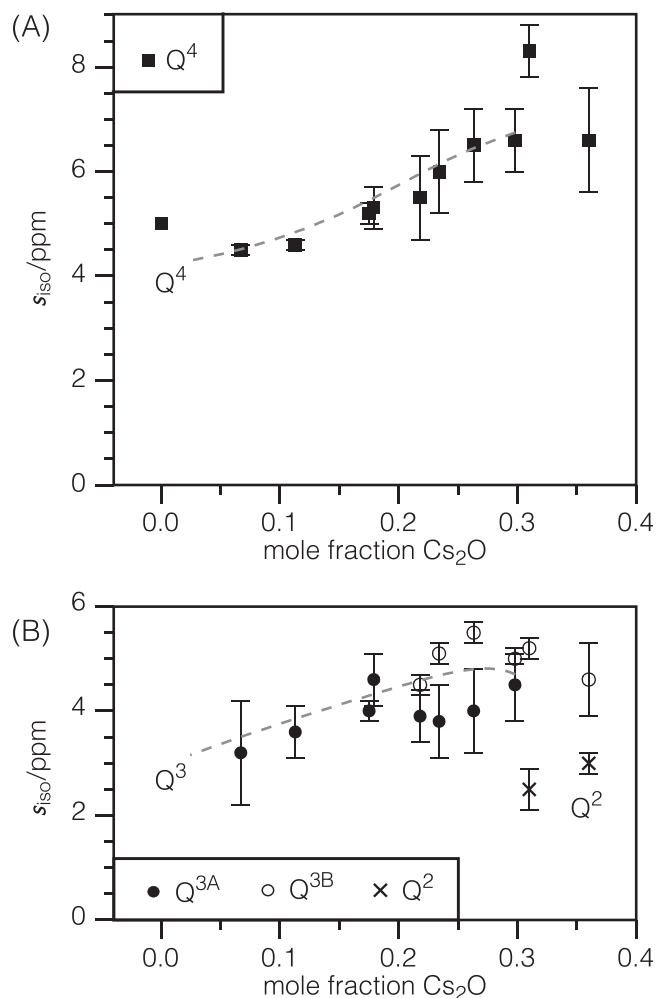 (A)
Q⁴
8
6
4
2
0
Q⁴
s_iso/ppm
0.0 0.1 0.2 0.3 0.4
mole fraction Cs₂O
(B)
6
4
2
0
Q³
Q²
s_iso/ppm
Q³ᴬ Q³ᴮ Q²
0.0 0.1 0.2 0.3 0.4
mole fraction Cs₂O